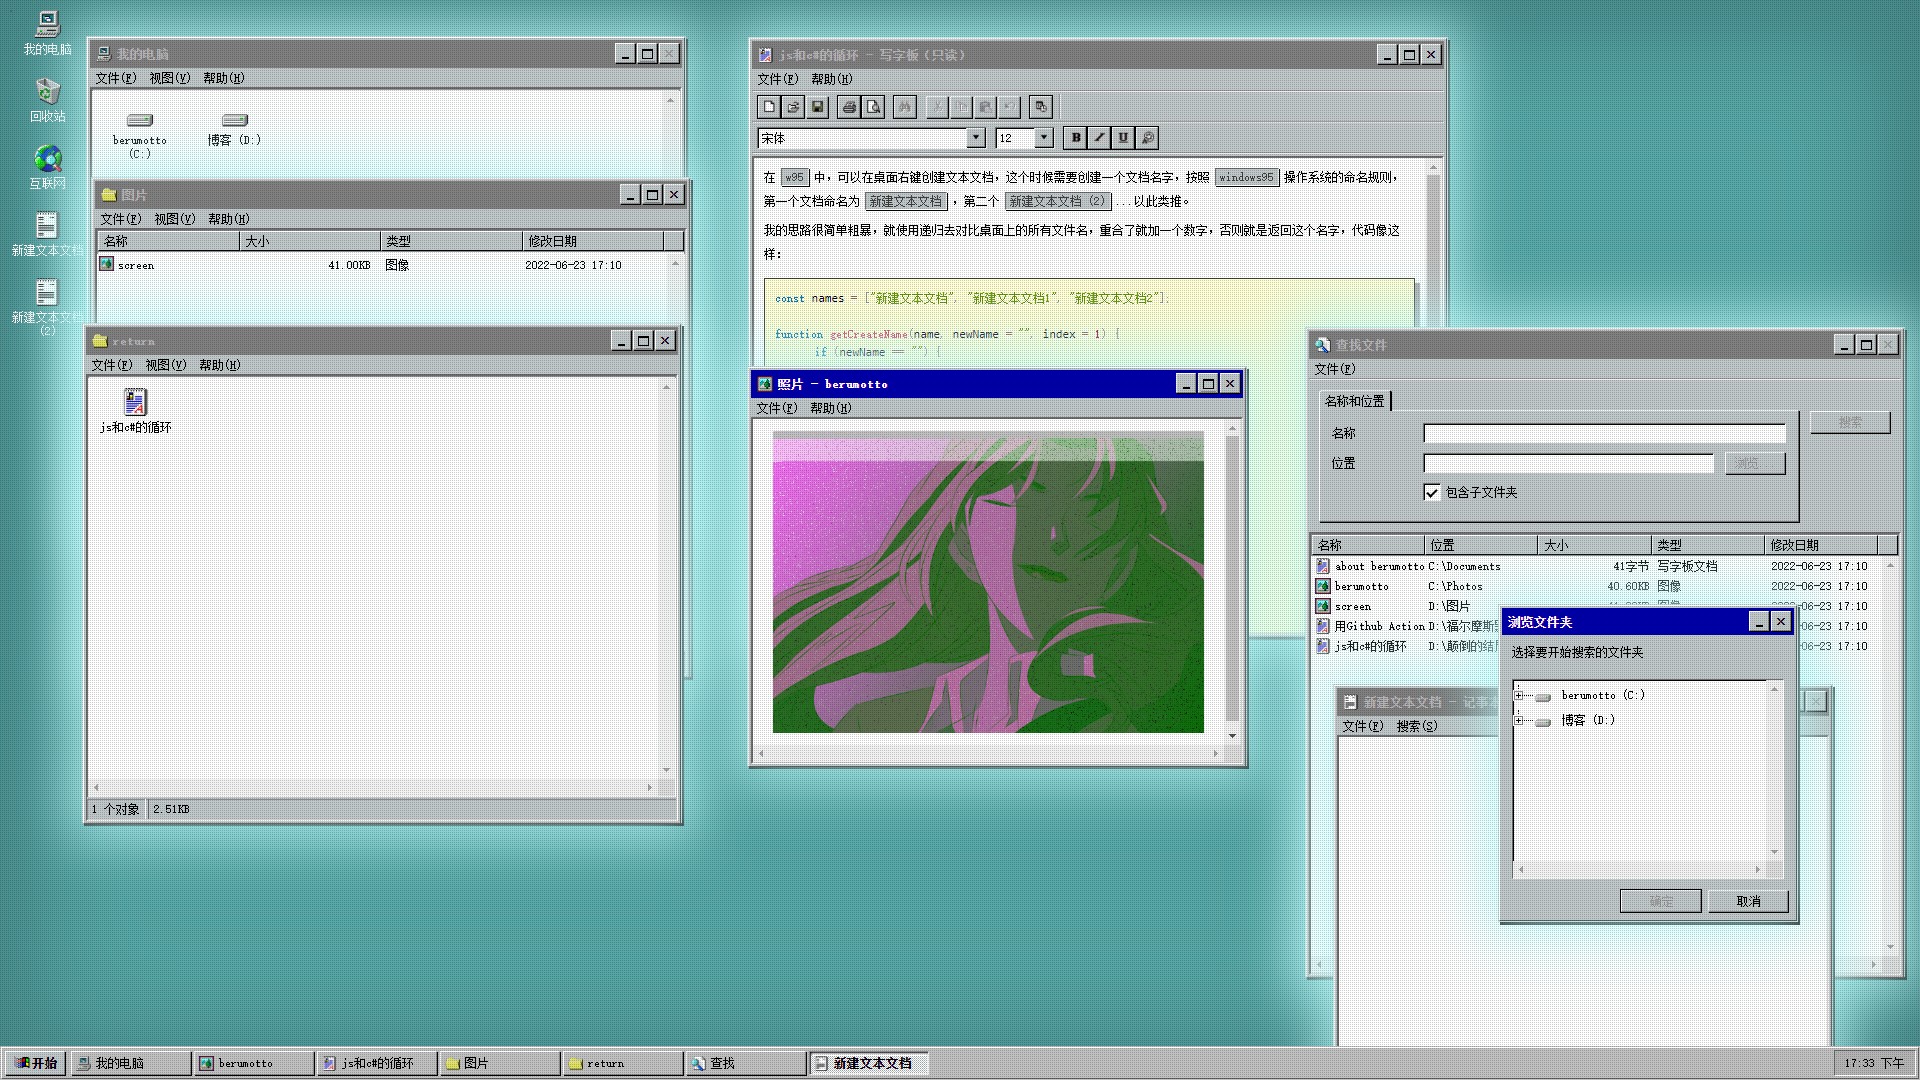 我的电脑
回收站
互联网
新建文本文档
新建文本文档
(2)
我的电脑
文件(F) 视图(V) 帮助(H)
berumotto
(C:)
博客 (D:)
图片
文件(F) 视图(V) 帮助(H)
名称 大小 类型 修改日期
screen 41.00KB 图像 2022-06-23 17:10
return
文件(F) 视图(V) 帮助(H)
js和c#的循环
1 个对象 2.51KB
js和c#的循环 - 写字板（只读）
文件(F) 帮助(H)
宋体 12 B I U
在 w95 中，可以在桌面右键创建文本文档，这个时候需要创建一个文档名字，按照 windows95 操作系统的命名规则，
第一个文档命名为 新建文本文档 ，第二个 新建文本文档 (2) ...以此类推。
我的思路很简单粗暴，就使用递归去对比桌面上的所有文件名，重合了就加一个数字，否则就是返回这个名字，代码像这
样：
const names = ["新建文本文档", "新建文本文档1", "新建文本文档2"];
function getCreateName(name, newName = "", index = 1) {
if (newName == "") {
照片 - berumotto
文件(F) 帮助(H)
查找文件
文件(F)
名称和位置
名称
搜索
位置
浏览
包含子文件夹
名称 位置 大小 类型 修改日期
about berumotto C:\Documents 41字节 写字板文档 2022-06-23 17:10
berumotto C:\Photos 40.60KB 图像 2022-06-23 17:10
screen D:\图片 -06-23 17:10
用Github Action D:\福尔摩斯 -06-23 17:10
js和c#的循环 D:\颠倒的结 -06-23 17:10
浏览文件夹
选择要开始搜索的文件夹
berumotto (C:)
博客 (D:)
确定 取消
新建文本文档 - 记事本
文件(F) 搜索(S)
开始 我的电脑 berumotto js和c#的循环 图片 return 查找 新建文本文档 17:33 下午